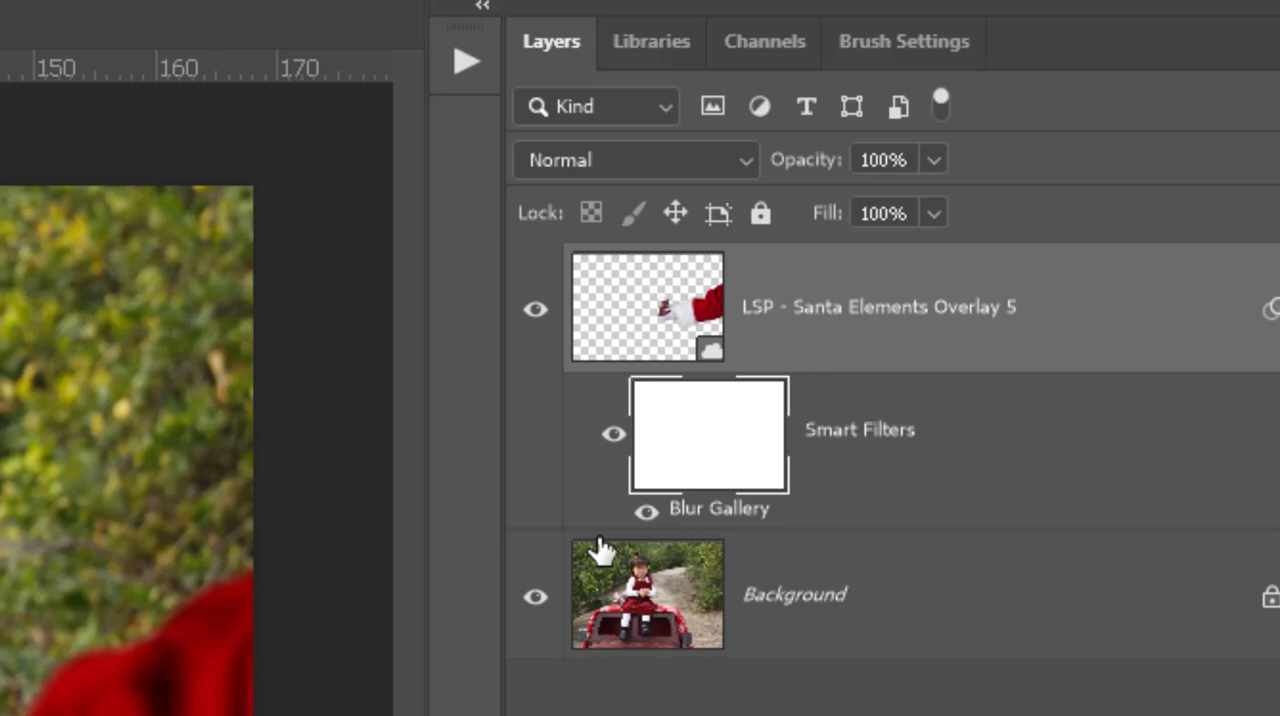 150 160 170
Layers Libraries Channels Brush Settings
Kind
Normal Opacity: 100%
Lock: Fill: 100%
LSP - Santa Elements Overlay 5
Smart Filters
Blur Gallery
Background